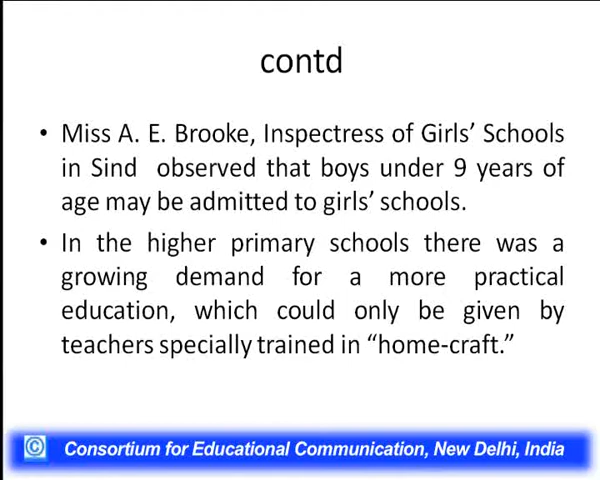 contd
• Miss A. E. Brooke, Inspectress of Girls’ Schools
in Sind observed that boys under 9 years of
age may be admitted to girls’ schools.
• In the higher primary schools there was a
growing demand for a more practical
education, which could only be given by
teachers specially trained in “home-craft.”
© Consortium for Educational Communication, New Delhi, India